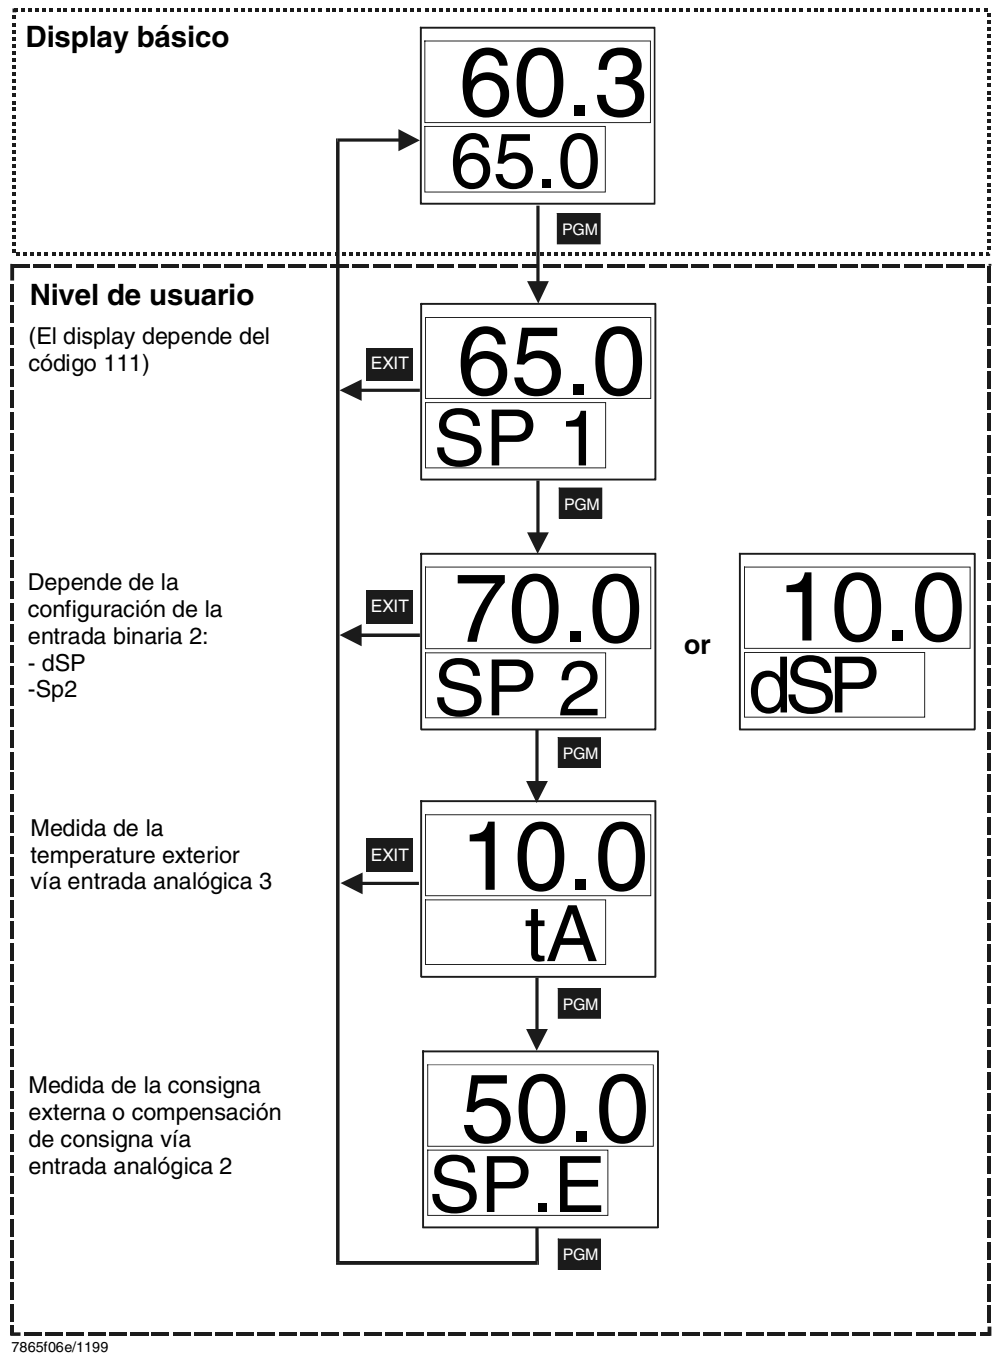 Display básico
60.3
65.0
PGM
Nivel de usuario
(El display depende del
código 111)
EXIT
65.0
SP 1
PGM
Depende de la
configuración de la
entrada binaria 2:
- dSP
-Sp2
EXIT
70.0
SP 2
or
10.0
dSP
PGM
Medida de la
temperature exterior
vía entrada analógica 3
EXIT
10.0
tA
PGM
Medida de la consigna
externa o compensación
de consigna vía
entrada analógica 2
50.0
SP.E
PGM
7865f06e/1199